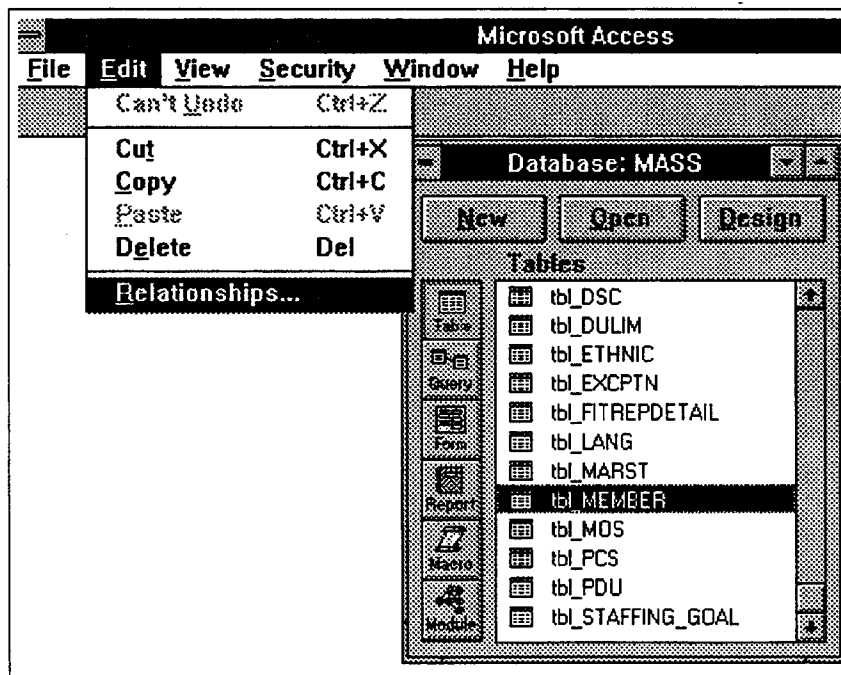 Microsoft Access
File Edit View Security Window Help
Can't Undo Ctrl+Z
Cut Ctrl+X
Copy Ctrl+C
Paste Ctrl+V
Delete Del
Relationships...
Database: MASS
New Open Design
Tables
Table
Query
Form
Report
Macro
Module
tbl_DSC
tbl_DULIM
tbl_ETHNIC
tbl_EXCPTN
tbl_FITREPDETAIL
tbl_LANG
tbl_MARST
tbl_MEMBER
tbl_MOS
tbl_PCS
tbl_PDU
tbl_STAFFING_GOAL